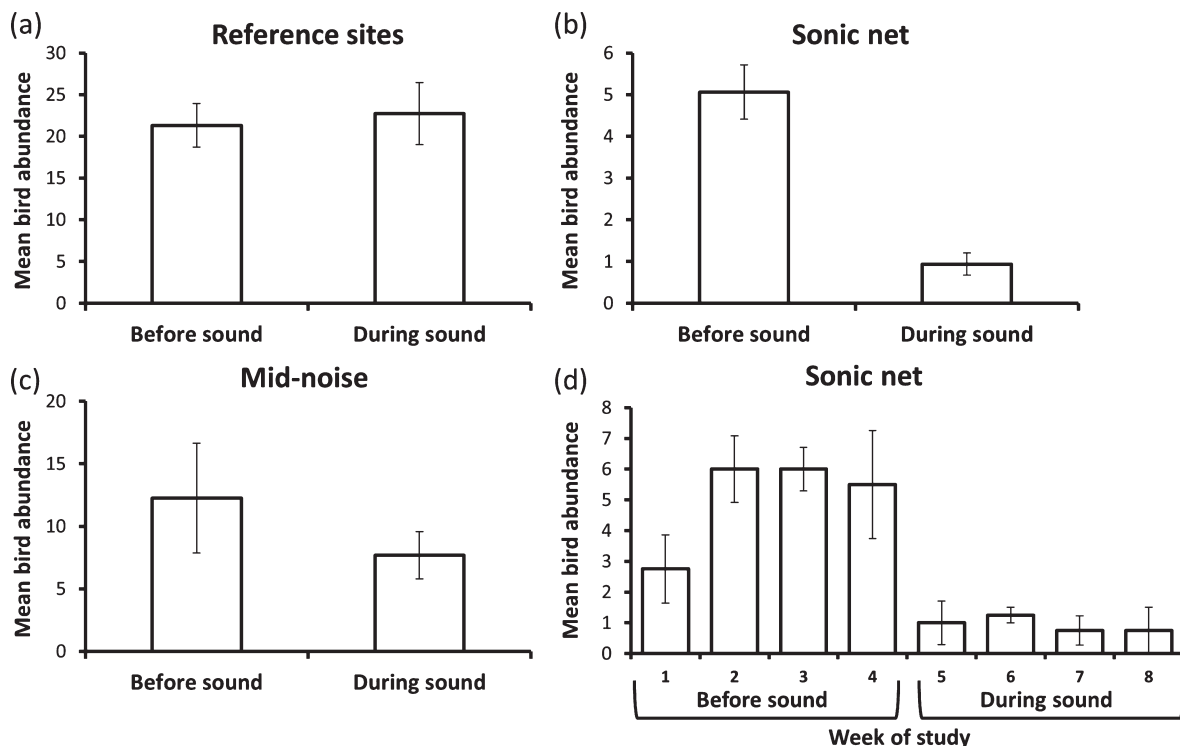 (a)
Reference sites
Mean bird abundance
30
25
20
15
10
5
0
Before sound During sound
(b)
Sonic net
Mean bird abundance
6
5
4
3
2
1
0
Before sound During sound
(c)
Mid-noise
Mean bird abundance
20
15
10
5
0
Before sound During sound
(d)
Sonic net
Mean bird abundance
8
7
6
5
4
3
2
1
0
1 2 3 4 5 6 7 8
Before sound During sound
Week of study